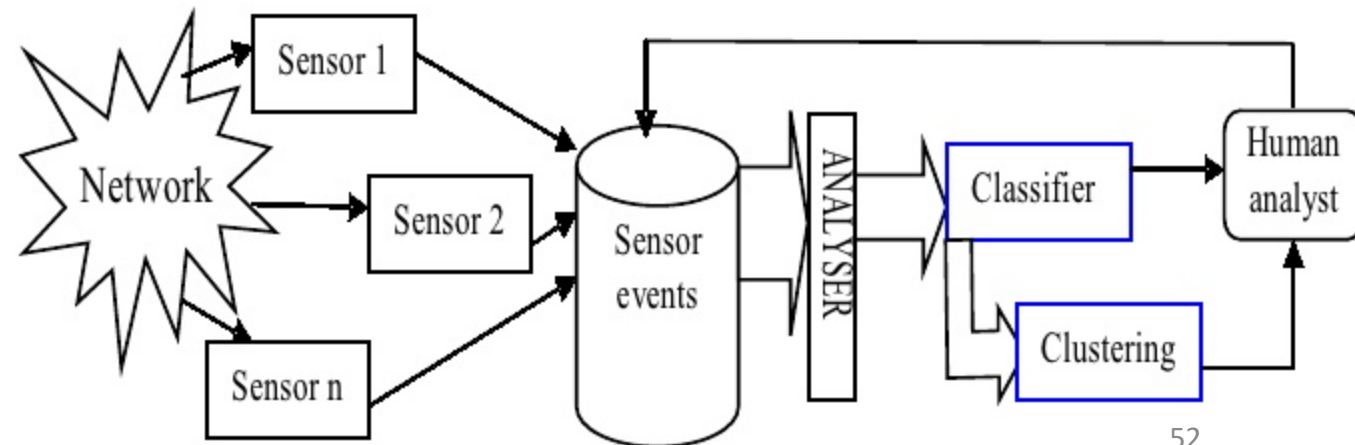 Sensor 1
Network
Sensor 2
Sensor n
Sensor
events
ANALYSER
Classifier
Clustering
Human
analyst
52